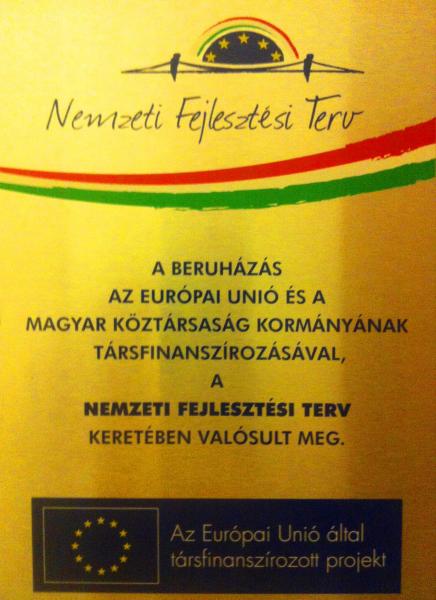 Nemzeti Fejlesztési Terv
A BERUHÁZÁS
AZ EURÓPAI UNIÓ ÉS A
MAGYAR KÖZTÁRSASÁG KORMÁNYÁNAK
TÁRSFINANSZÍROZÁSÁVAL,
A
NEMZETI FEJLESZTÉSI TERV
KERETÉBEN VALÓSULT MEG.
Az Európai Unió által
társfinanszírozott projekt